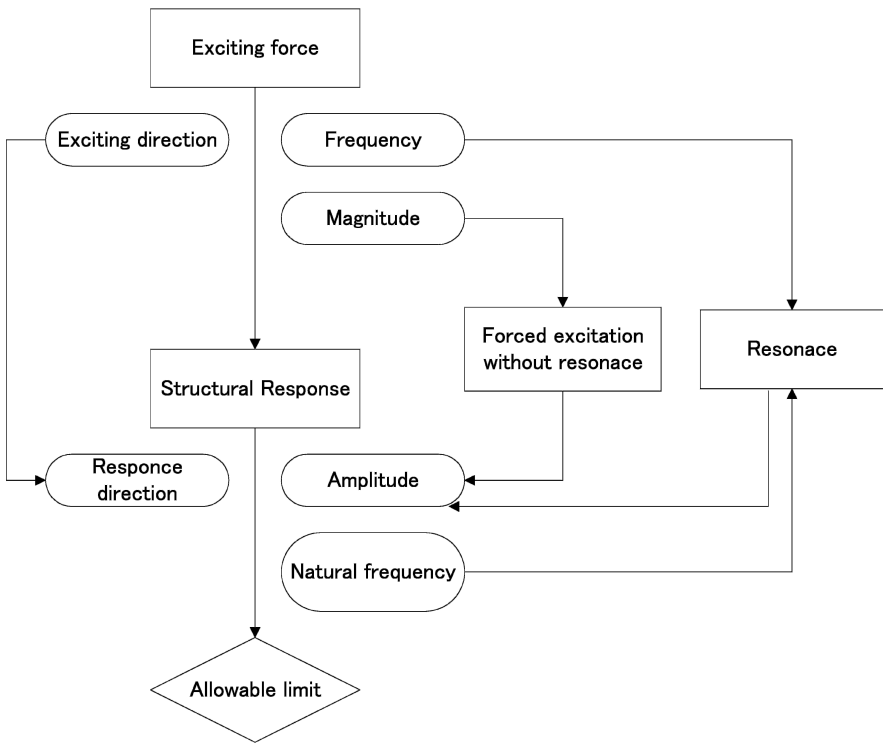 Exciting force
Exciting direction
Frequency
Magnitude
Forced excitation
without resonace
Resonace
Structural Response
Responce
direction
Amplitude
Natural frequency
Allowable limit